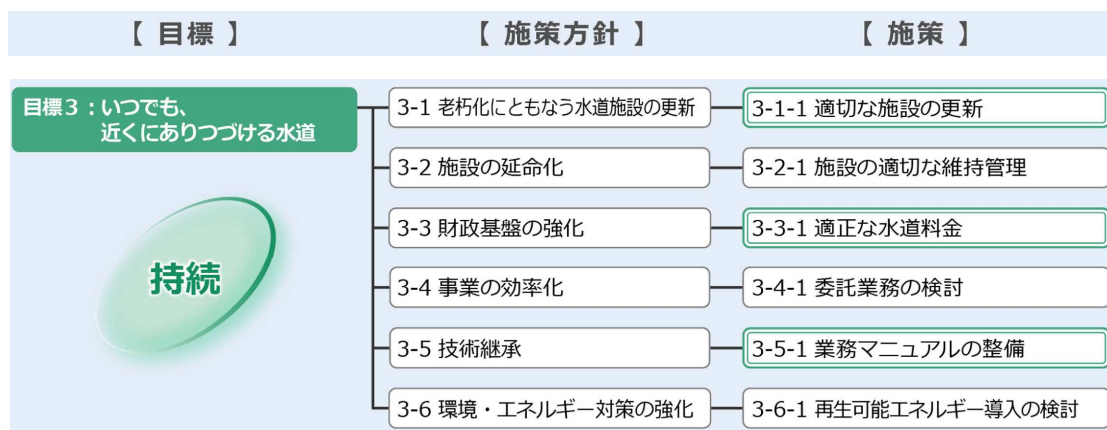 【 目標 】
【 施策方針 】
【 施策 】
目標3：いつでも、
近くにありつづける水道
持続
3-1 老朽化にともなう水道施設の更新
3-1-1 適切な施設の更新
3-2 施設の延命化
3-2-1 施設の適切な維持管理
3-3 財政基盤の強化
3-3-1 適正な水道料金
3-4 事業の効率化
3-4-1 委託業務の検討
3-5 技術継承
3-5-1 業務マニュアルの整備
3-6 環境・エネルギー対策の強化
3-6-1 再生可能エネルギー導入の検討